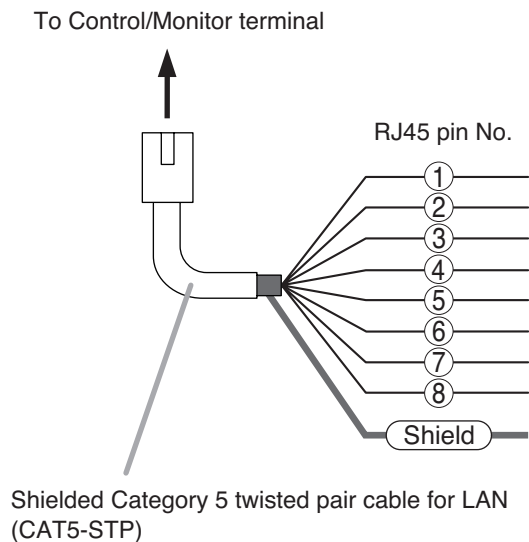 To Control/Monitor terminal
RJ45 pin No.
1
2
3
4
5
6
7
8
Shield
Shielded Category 5 twisted pair cable for LAN
(CAT5-STP)